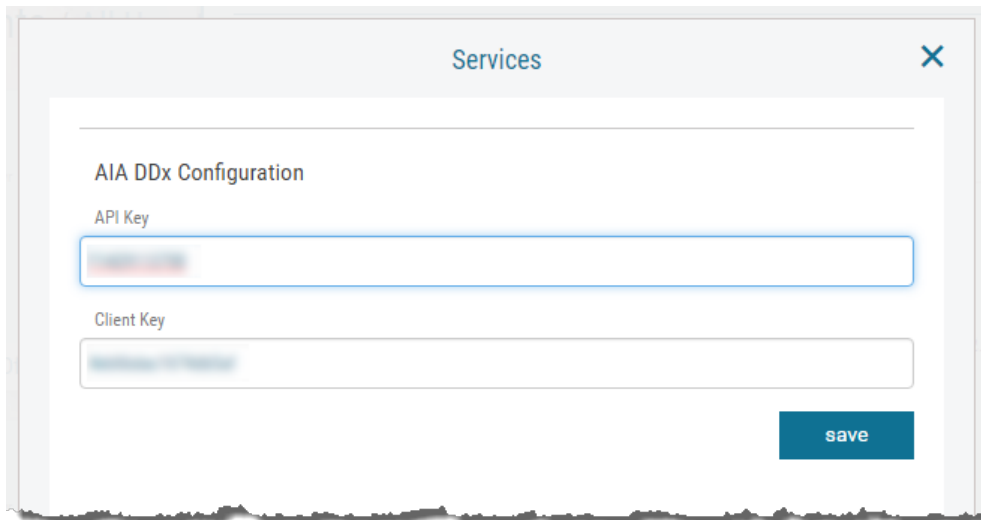 Services
AIA DDx Configuration
API Key
Client Key
save